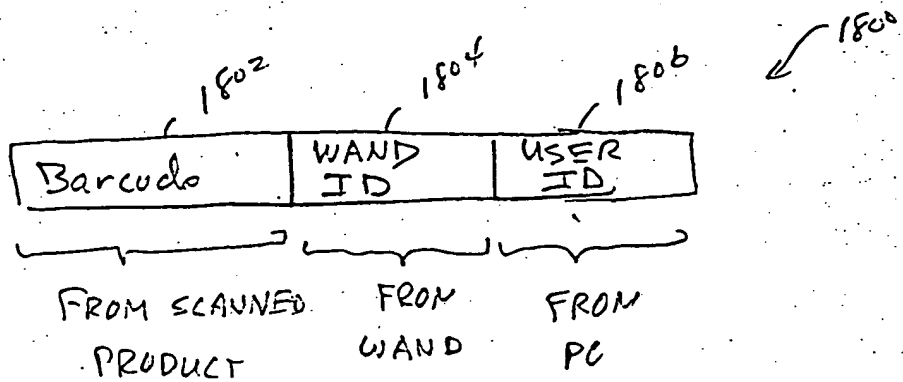 1800
1802
1804
1806
Barcode
WAND
ID
USER
ID
FROM SCANNED
PRODUCT
FROM
WAND
FROM
PC